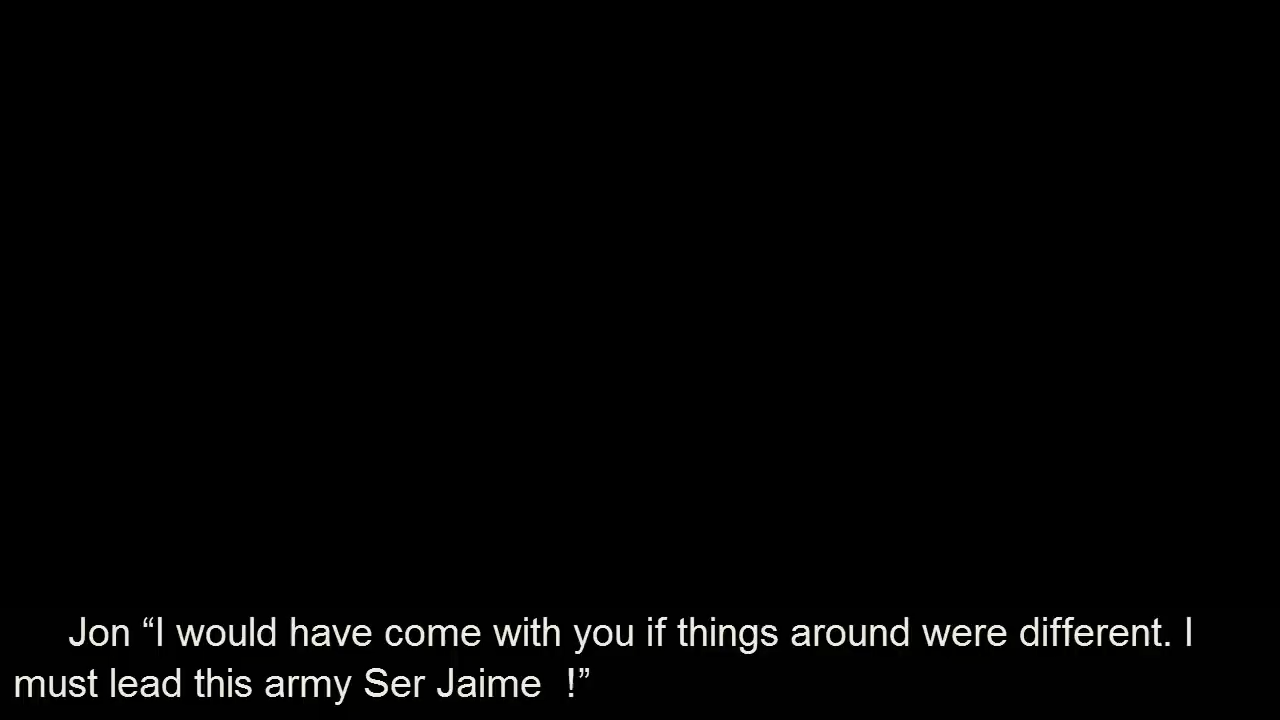 Jon “I would have come with you if things around were different. I
must lead this army Ser Jaime  !”